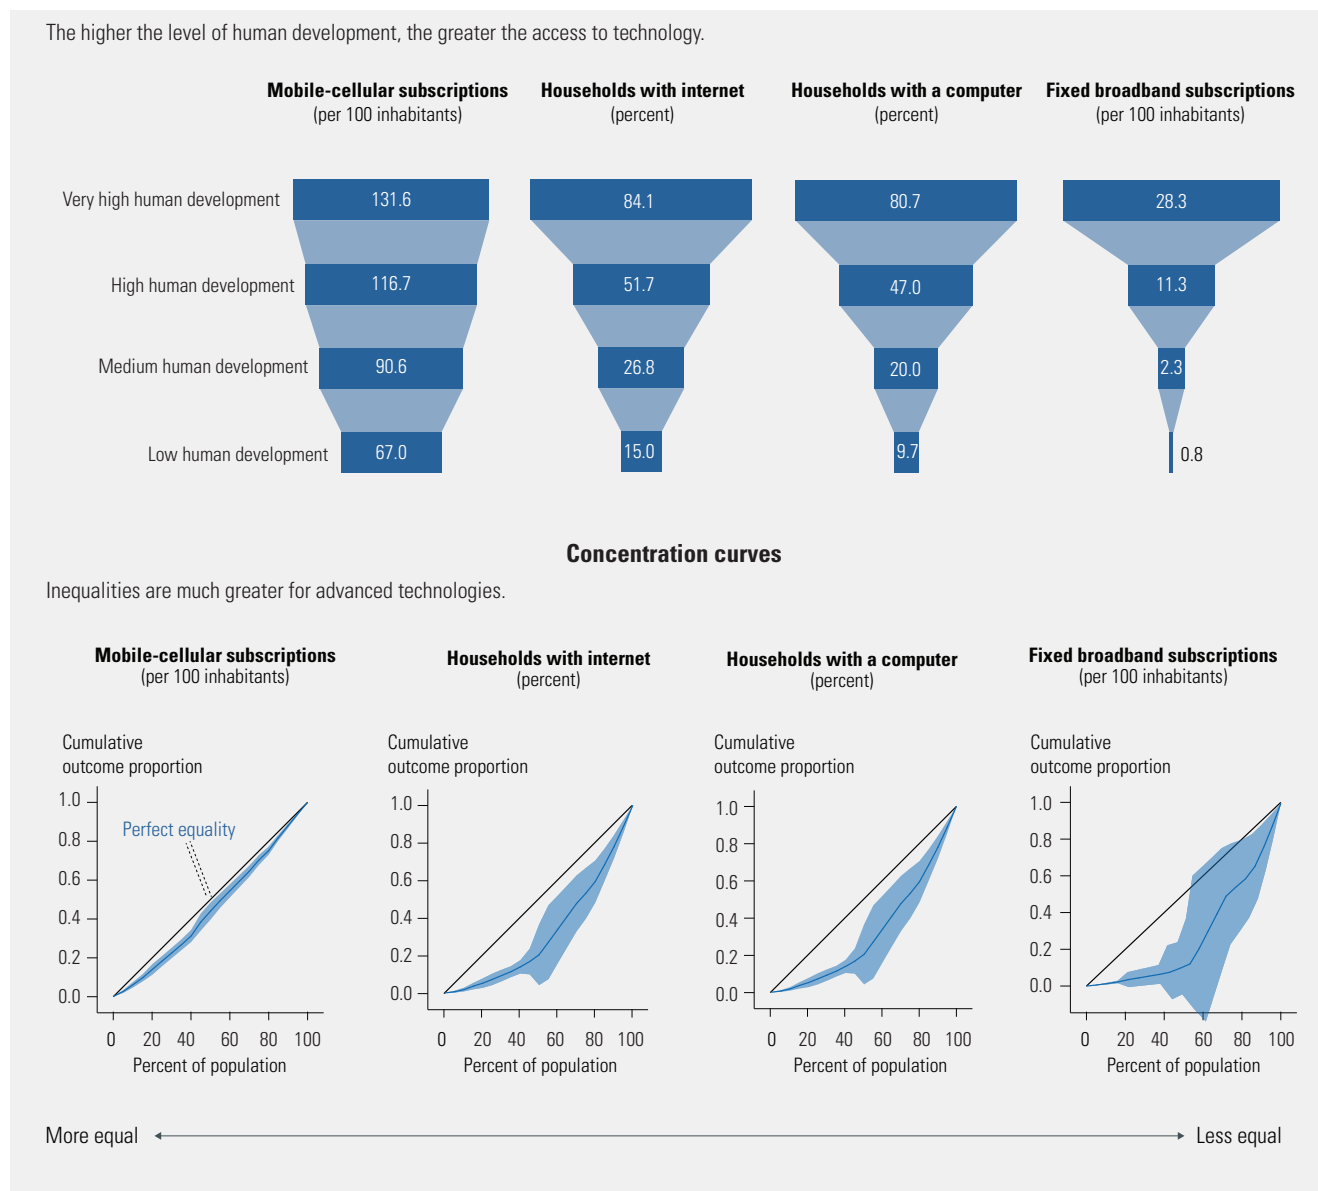 The higher the level of human development, the greater the access to technology.
Mobile-cellular subscriptions
(per 100 inhabitants)
Households with internet
(percent)
Households with a computer
(percent)
Fixed broadband subscriptions
(per 100 inhabitants)
Very high human development 131.6 84.1 80.7 28.3
High human development 116.7 51.7 47.0 11.3
Medium human development 90.6 26.8 20.0 2.3
Low human development 67.0 15.0 9.7 0.8
Concentration curves
Inequalities are much greater for advanced technologies.
Mobile-cellular subscriptions
(per 100 inhabitants)
Cumulative
outcome proportion
1.0
0.8
0.6
0.4
0.2
0.0
Perfect equality
0 20 40 60 80 100
Percent of population
Households with internet
(percent)
Cumulative
outcome proportion
1.0
0.8
0.6
0.4
0.2
0.0
0 20 40 60 80 100
Percent of population
Households with a computer
(percent)
Cumulative
outcome proportion
1.0
0.8
0.6
0.4
0.2
0.0
0 20 40 60 80 100
Percent of population
Fixed broadband subscriptions
(per 100 inhabitants)
Cumulative
outcome proportion
1.0
0.8
0.6
0.4
0.2
0.0
0 20 40 60 80 100
Percent of population
More equal Less equal